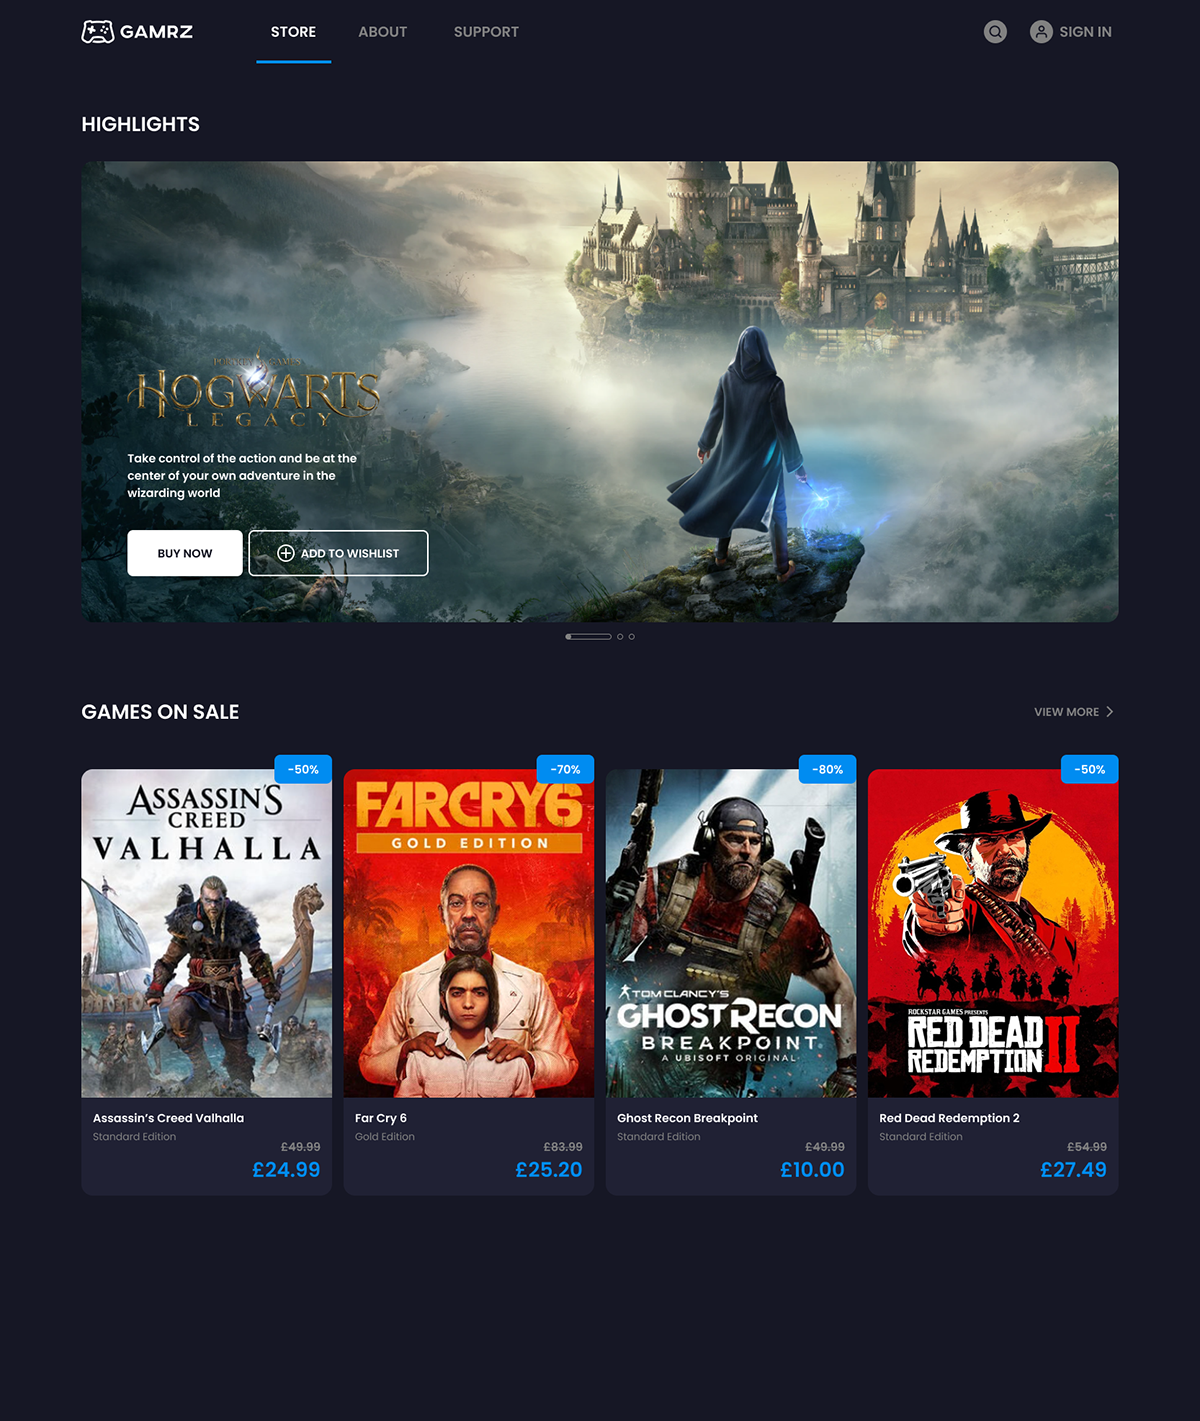 GAMRZ
STORE
ABOUT
SUPPORT
SIGN IN
HIGHLIGHTS
PORTKEY GAMES
HOGWARTS
LEGACY
Take control of the action and be at the
center of your own adventure in the
wizarding world
BUY NOW
ADD TO WISHLIST
GAMES ON SALE
VIEW MORE
-50%
ASSASSIN'S
CREED
VALHALLA
Assassin’s Creed Valhalla
Standard Edition
£49.99
£24.99
-70%
FARCRY6
GOLD EDITION
Far Cry 6
Gold Edition
£83.99
£25.20
-80%
TOM CLANCY'S
GHOST RECON
BREAKPOINT
A UBISOFT ORIGINAL
Ghost Recon Breakpoint
Standard Edition
£49.99
£10.00
-50%
ROCKSTAR GAMES PRESENTS
RED DEAD
REDEMPTION II
Red Dead Redemption 2
Standard Edition
£54.99
£27.49